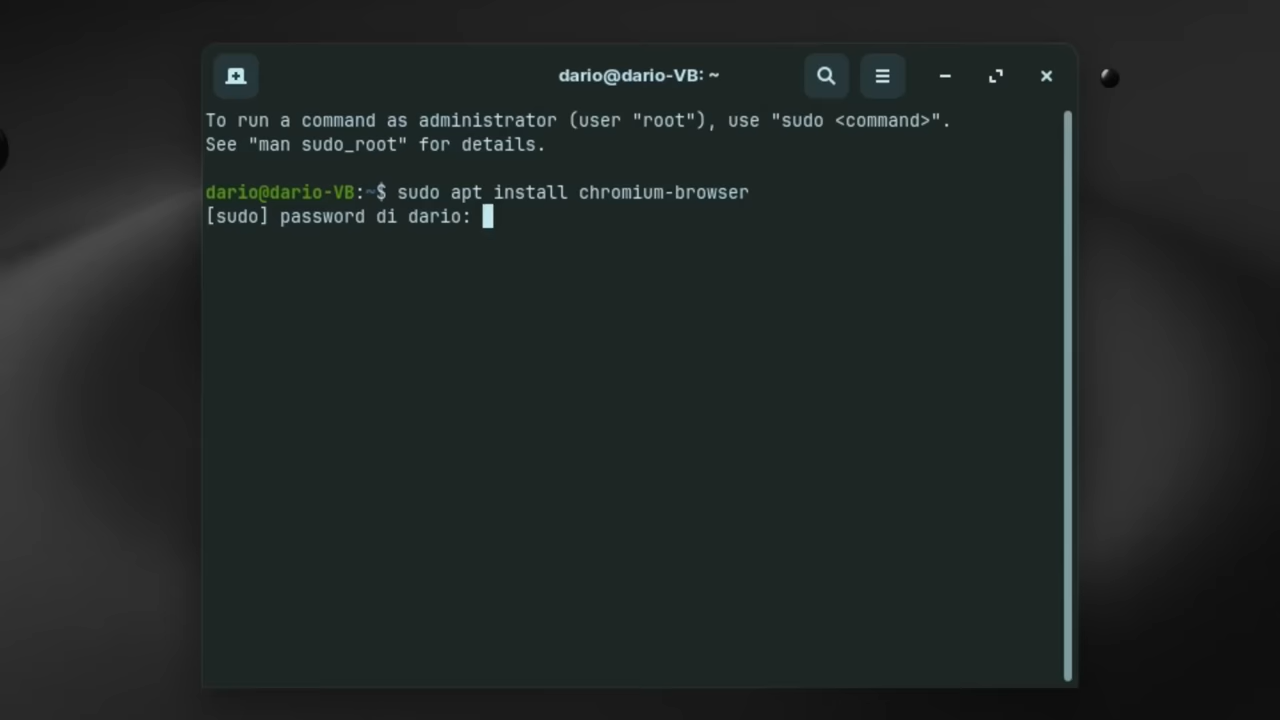 dario@dario-VB: ~
To run a command as administrator (user "root"), use "sudo <command>".
See "man sudo_root" for details.
dario@dario-VB:~$ sudo apt install chromium-browser
[sudo] password di dario: